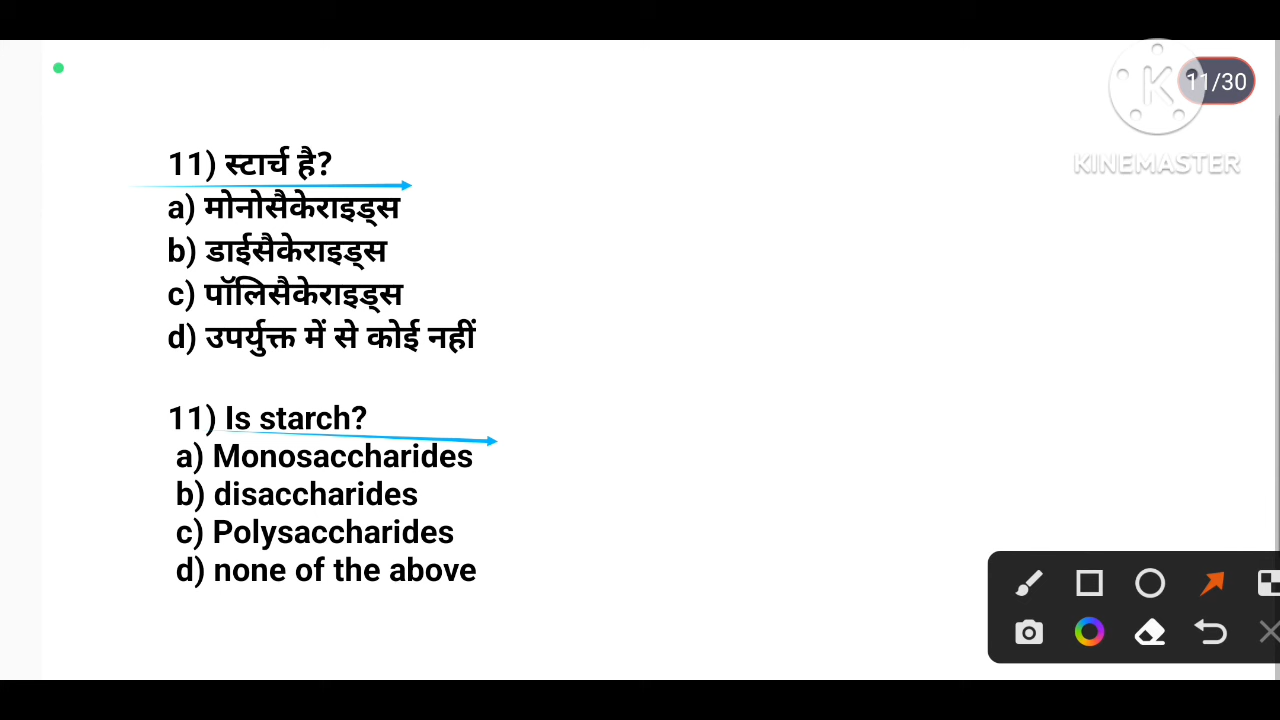 11/30
KINEMASTER
11) स्टार्च है?
a) मोनोसैकेराइड्स
b) डाईसैकेराइड्स
c) पॉलिसैकेराइड्स
d) उपर्युक्त में से कोई नहीं
11) Is starch?
a) Monosaccharides
b) disaccharides
c) Polysaccharides
d) none of the above